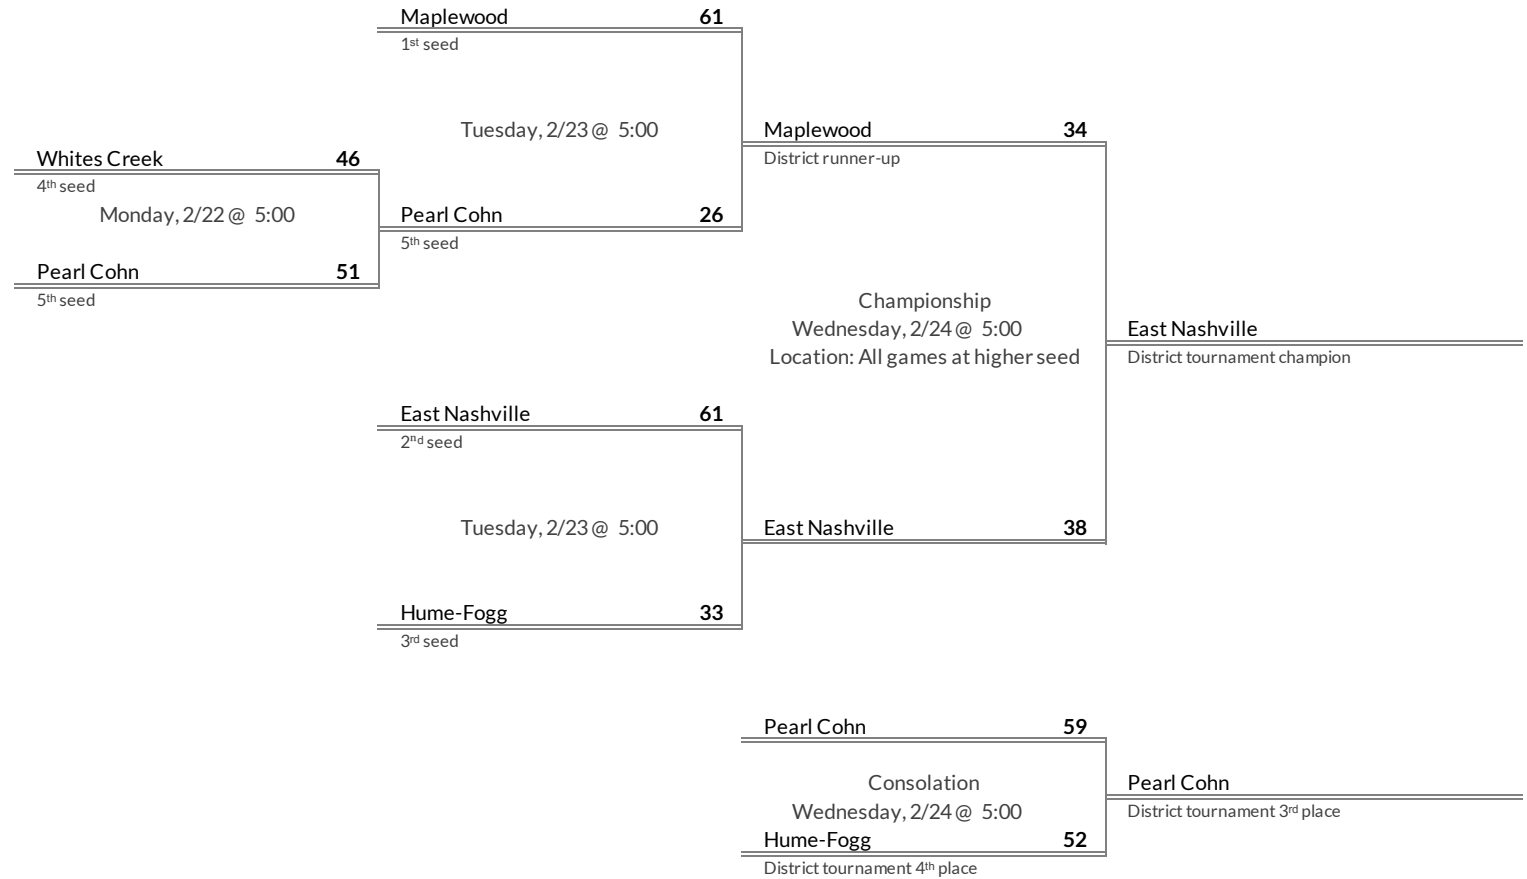 Maplewood 61
1st seed
Tuesday, 2/23 @ 5:00
Maplewood 34
District runner-up
Whites Creek 46
4th seed
Monday, 2/22 @ 5:00
Pearl Cohn 26
5th seed
Pearl Cohn 51
5th seed
Championship
Wednesday, 2/24 @ 5:00
Location: All games at higher seed
East Nashville
District tournament champion
East Nashville 61
2nd seed
Tuesday, 2/23 @ 5:00
East Nashville 38
Hume-Fogg 33
3rd seed
Pearl Cohn 59
Consolation
Wednesday, 2/24 @ 5:00
Pearl Cohn
District tournament 3rd place
Hume-Fogg 52
District tournament 4th place